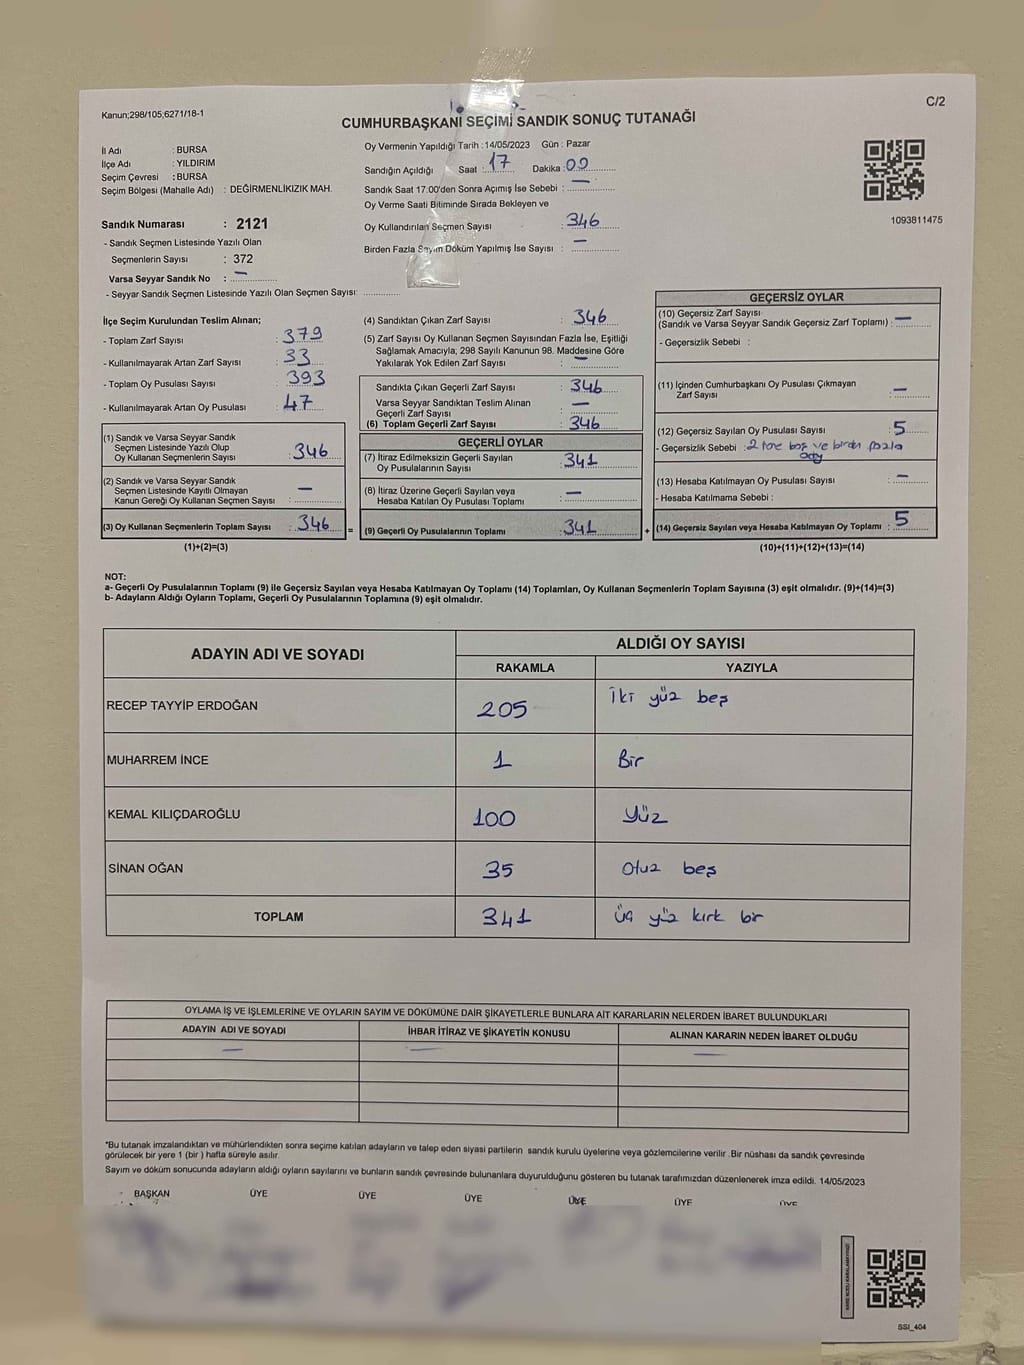 Kanun;298/105,6271/18-1
C/2
CUMHURBAŞKANI SEÇİMİ SANDIK SONUÇ TUTANAĞI
İl Adı : BURSA
İlçe Adı : YILDIRIM
Seçim Çevresi : BURSA
Seçim Bölgesi (Mahalle Adı) : DEĞİRMENLİKIZIK MAH.
Sandık Numarası : 2121
- Sandık Seçmen Listesinde Yazılı Olan
Seçmenlerin Sayısı : 372
Varsa Seyyar Sandık No : —
- Seyyar Sandık Seçmen Listesinde Yazılı Olan Seçmen Sayısı:
Oy Vermenin Yapıldığı Tarih :14/05/2023 Gün : Pazar
Sandığın Açıldığı Saat : 17 Dakika : 00
Sandık Saat 17:00'den Sonra Açımış İse Sebebi : —
Oy Verme Saati Bitiminde Sırada Bekleyen ve
Oy Kullandırılan Seçmen Sayısı : 346
Birden Fazla Sayım Döküm Yapılmış İse Sayısı : —
1093811475
İlçe Seçim Kurulundan Teslim Alınan;
- Toplam Zarf Sayısı : 379
- Kullanılmayarak Artan Zarf Sayısı : 33
- Toplam Oy Pusulası Sayısı : 393
- Kullanılmayarak Artan Oy Pusulası : 47
(1) Sandık ve Varsa Seyyar Sandık
Seçmen Listesinde Yazılı Olup
Oy Kullanan Seçmenlerin Sayısı : 346
(2) Sandık ve Varsa Seyyar Sandık
Seçmen Listesinde Kayıtlı Olmayan
Kanun Gereği Oy Kullanan Seçmen Sayısı : —
(3) Oy Kullanan Seçmenlerin Toplam Sayısı : 346 =
(1)+(2)=(3)
(4) Sandıktan Çıkan Zarf Sayısı : 346
(5) Zarf Sayısı Oy Kullanan Seçmen Sayısından Fazla İse, Eşitliği
Sağlamak Amacıyla; 298 Sayılı Kanunun 98. Maddesine Göre
Yakılarak Yok Edilen Zarf Sayısı : —
Sandıkta Çıkan Geçerli Zarf Sayısı : 346
Varsa Seyyar Sandıktan Teslim Alınan
Geçerli Zarf Sayısı : —
(6) Toplam Geçerli Zarf Sayısı : 346
GEÇERLİ OYLAR
(7) İtiraz Edilmeksizin Geçerli Sayılan
Oy Pusulalarının Sayısı : 341
(8) İtiraz Üzerine Geçerli Sayılan veya
Hesaba Katılan Oy Pusulası Toplamı : —
(9) Geçerli Oy Pusulalarının Toplamı : 341 +
GEÇERSİZ OYLAR
(10) Geçersiz Zarf Sayısı
(Sandık ve Varsa Seyyar Sandık Geçersiz Zarf Toplamı) : —
- Geçersizlik Sebebi :
(11) İçinden Cumhurbaşkanı Oy Pusulası Çıkmayan
Zarf Sayısı : —
(12) Geçersiz Sayılan Oy Pusulası Sayısı : 5
- Geçersizlik Sebebi : 2 tane boş ve birden fazla
oy
(13) Hesaba Katılmayan Oy Pusulası Sayısı : —
- Hesaba Katılmama Sebebi :
(14) Geçersiz Sayılan veya Hesaba Katılmayan Oy Toplamı : 5
(10)+(11)+(12)+(13)=(14)
NOT:
a- Geçerli Oy Pusulalarının Toplamı (9) ile Geçersiz Sayılan veya Hesaba Katılmayan Oy Toplamı (14) Toplamları, Oy Kullanan Seçmenlerin Toplam Sayısına (3) eşit olmalıdır. (9)+(14)=(3)
b- Adayların Aldığı Oyların Toplamı, Geçerli Oy Pusulalarının Toplamına (9) eşit olmalıdır.
ADAYIN ADI VE SOYADI ALDIĞI OY SAYISI
RAKAMLA YAZIYLA
RECEP TAYYİP ERDOĞAN 205 İki yüz beş
MUHARREM İNCE 1 Bir
KEMAL KILIÇDAROĞLU 100 Yüz
SİNAN OĞAN 35 Otuz beş
TOPLAM 341 üç yüz kırk bir
OYLAMA İŞ VE İŞLEMLERİNE VE OYLARIN SAYIM VE DÖKÜMÜNE DAİR ŞİKAYETLERLE BUNLARA AİT KARARLARIN NELERDEN İBARET BULUNDUKLARI
ADAYIN ADI VE SOYADI İHBAR İTİRAZ VE ŞİKAYETİN KONUSU ALINAN KARARIN NEDEN İBARET OLDUĞU
— — —
*Bu tutanak imzalandıktan ve mühürlendikten sonra seçime katılan adayların ve talep eden siyasi partilerin sandık kurulu üyelerine veya gözlemcilerine verilir .Bir nüshası da sandık çevresinde
görülecek bir yere 1 (bir ) hafta süreyle asılır.
Sayım ve döküm sonucunda adayların aldığı oyların sayılarını ve bunların sandık çevresinde bulunanlara duyurulduğunu gösteren bu tutanak tarafımızdan düzenlenerek imza edildi. 14/05/2023
BAŞKAN ÜYE ÜYE ÜYE ÜYE ÜYE ÜYE
SSI_404